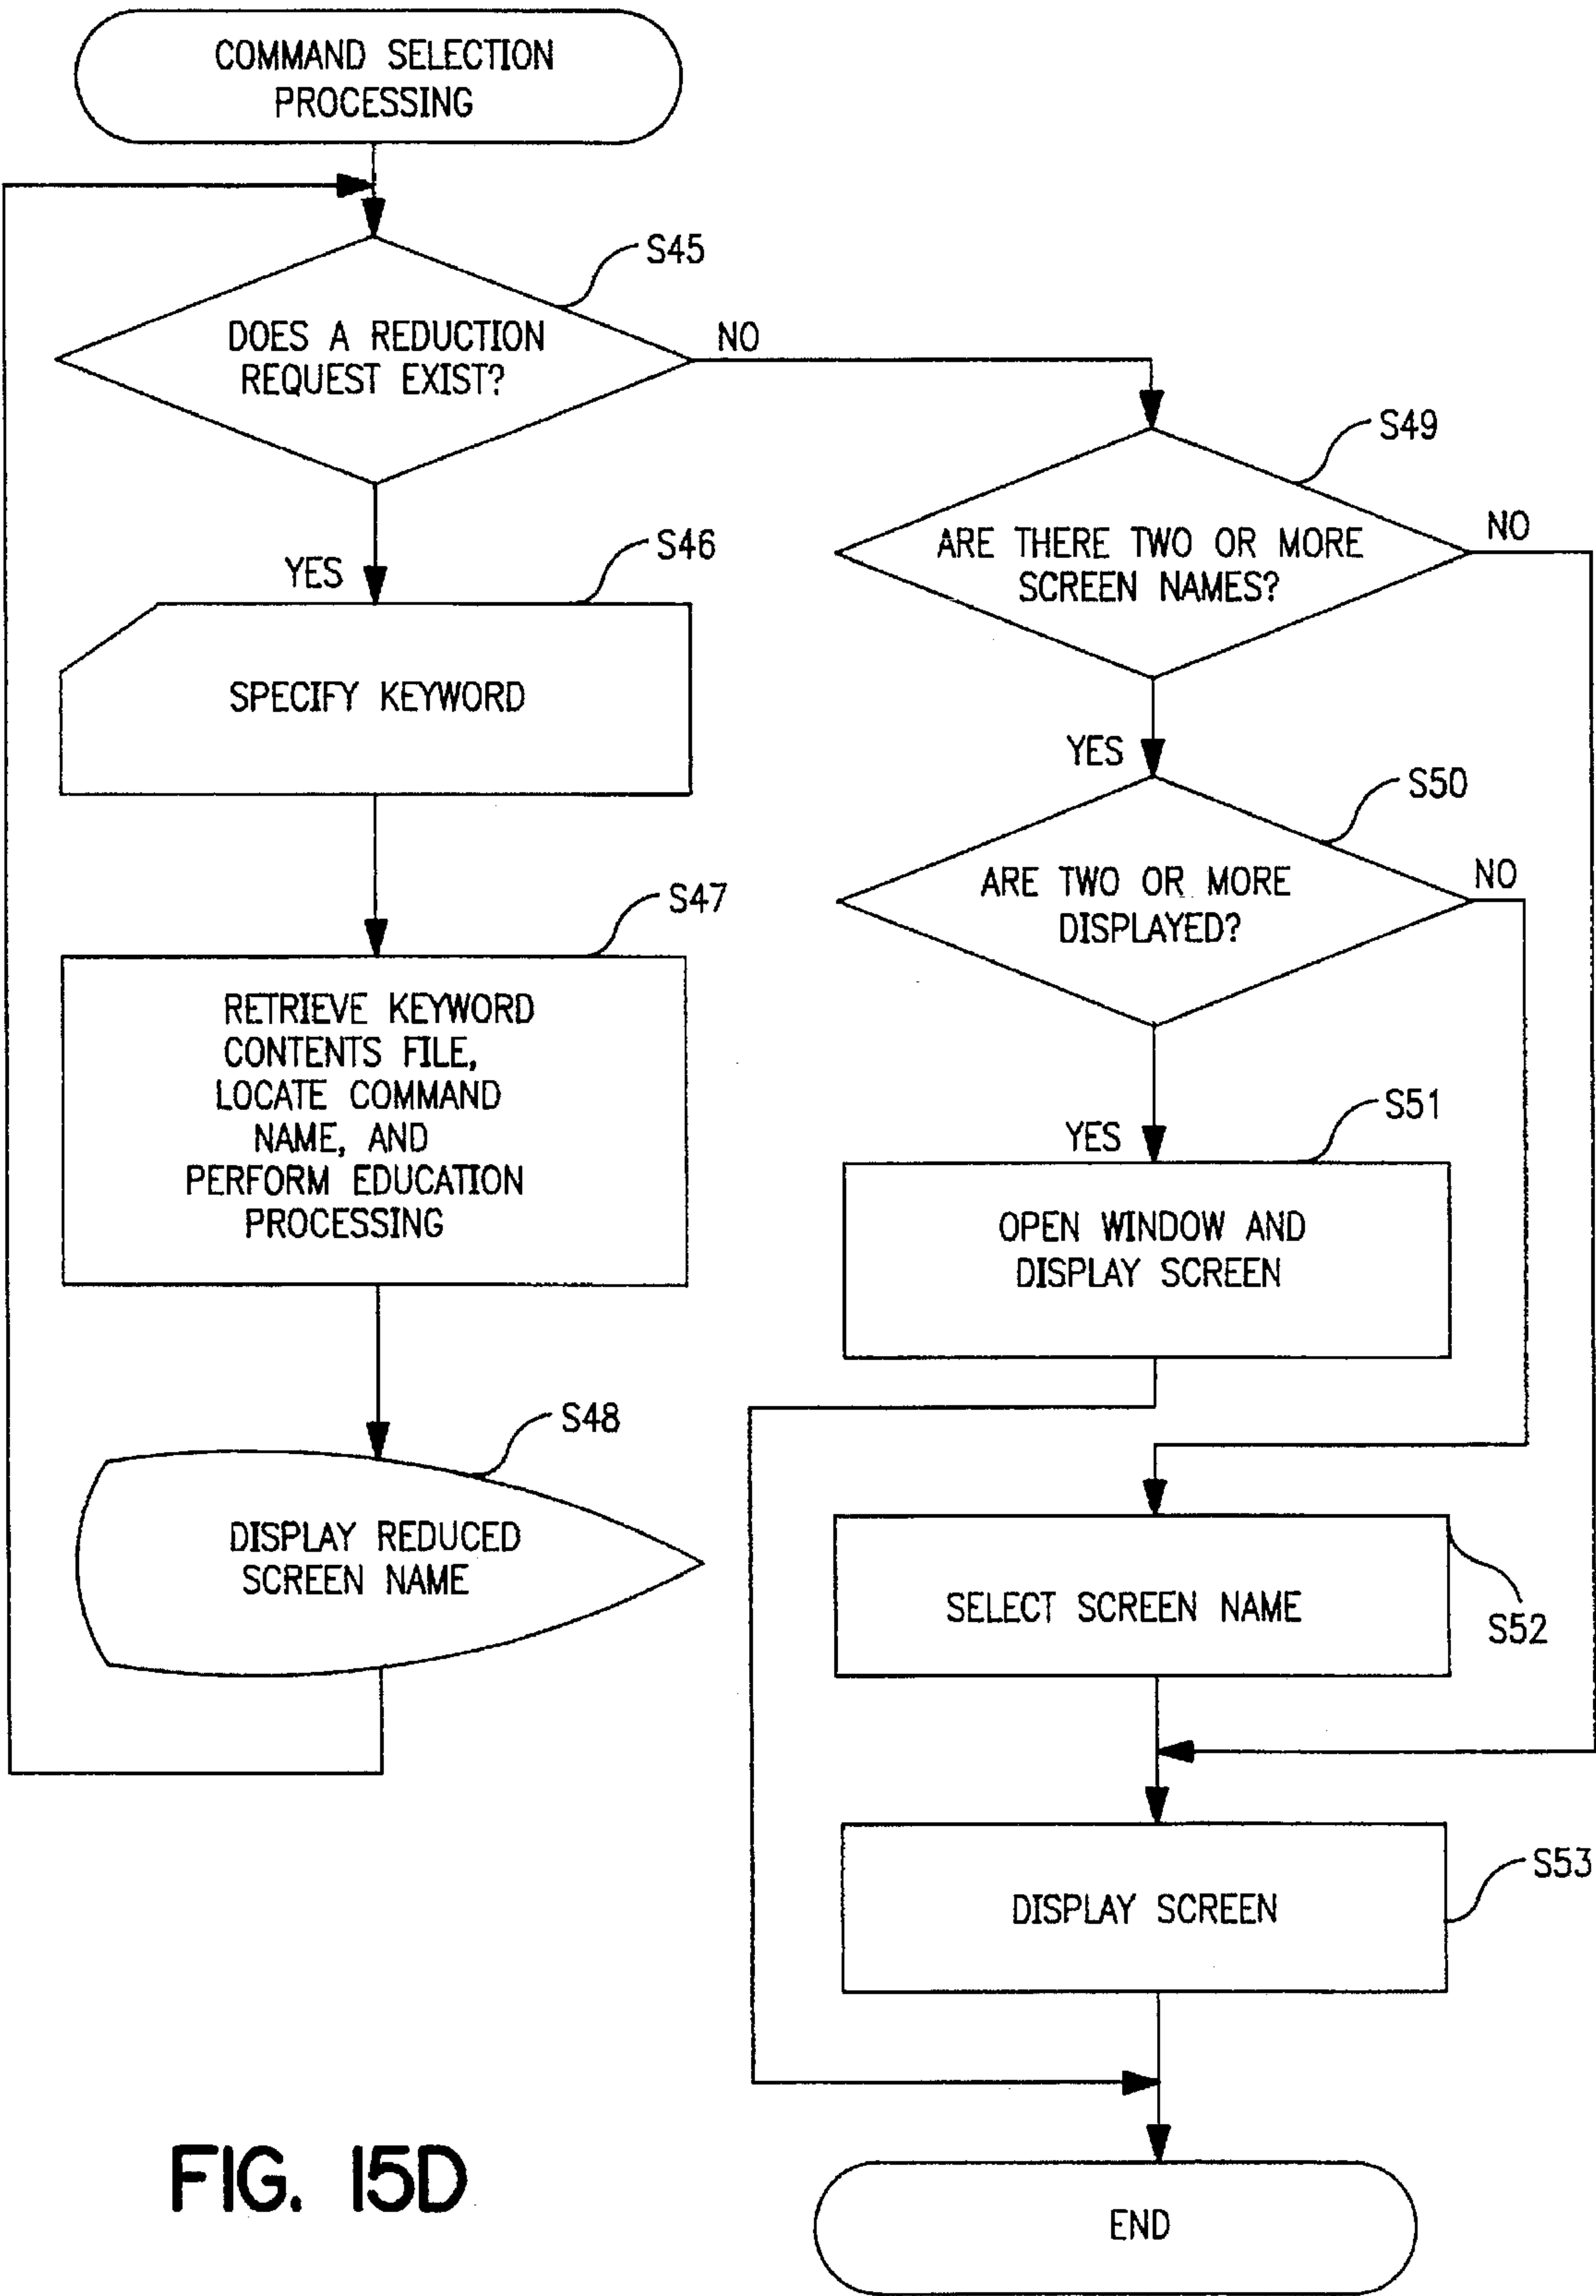 COMMAND SELECTION
PROCESSING
S45
DOES A REDUCTION
REQUEST EXIST?
NO
YES
S46
SPECIFY KEYWORD
S47
RETRIEVE KEYWORD
CONTENTS FILE,
LOCATE COMMAND
NAME, AND
PERFORM EDUCATION
PROCESSING
S48
DISPLAY REDUCED
SCREEN NAME
S49
ARE THERE TWO OR MORE
SCREEN NAMES?
NO
YES
S50
ARE TWO OR MORE
DISPLAYED?
NO
YES
S51
OPEN WINDOW AND
DISPLAY SCREEN
SELECT SCREEN NAME
S52
S53
DISPLAY SCREEN
END
FIG. 15D